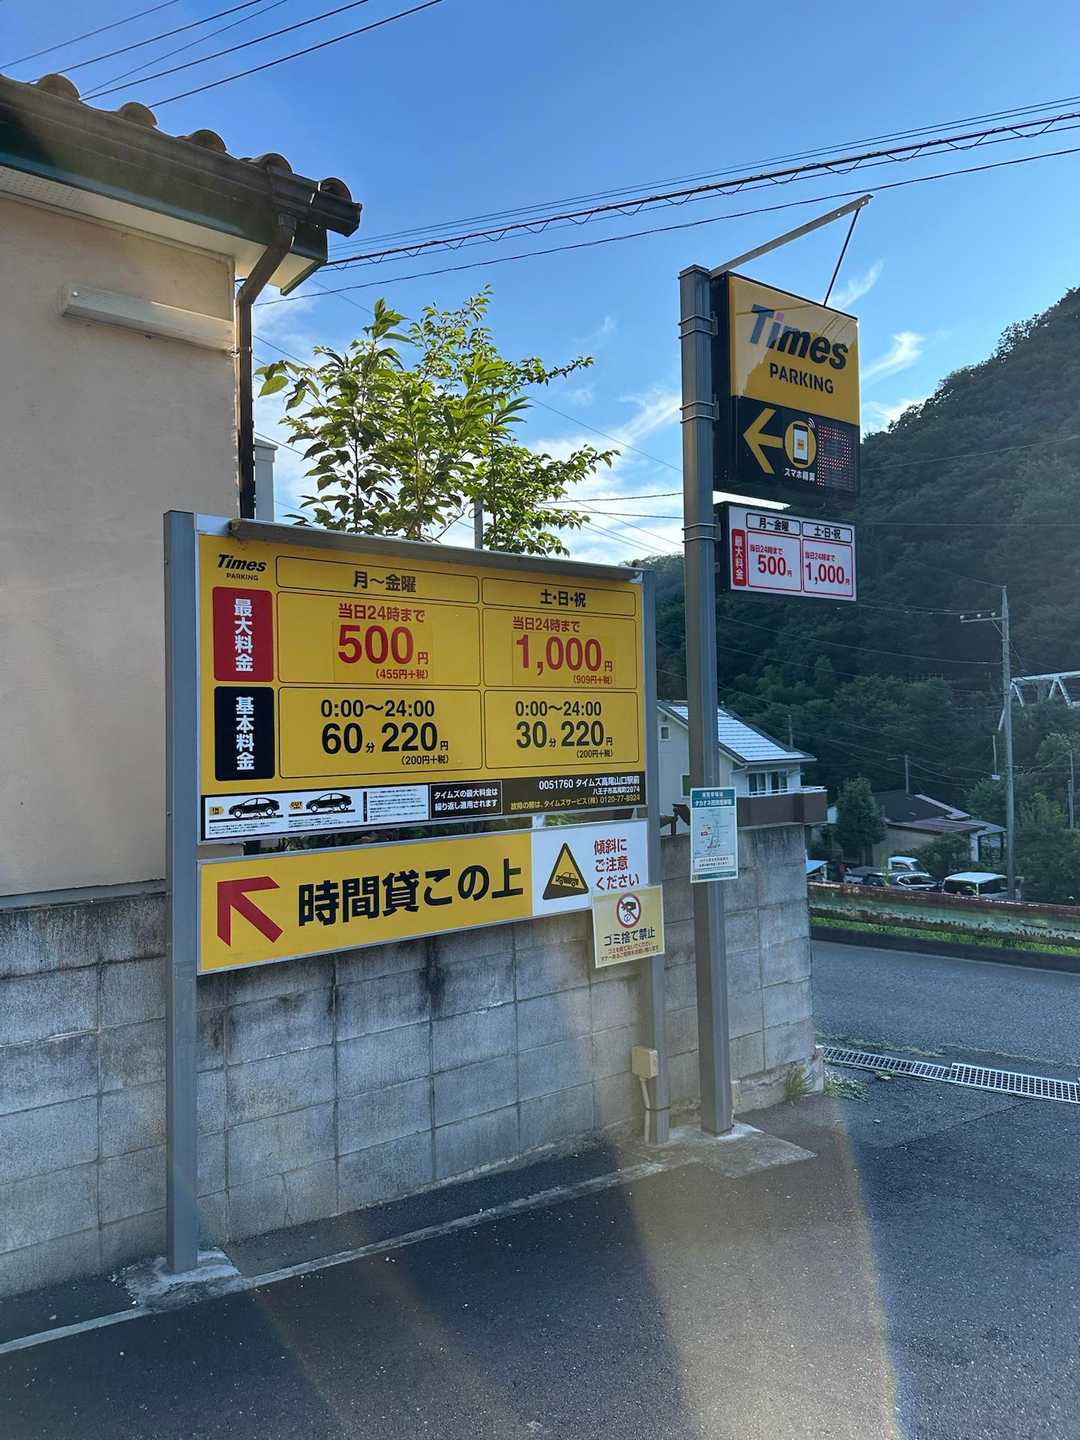 Times
PARKING
スマホ精算
P
月〜金曜
土・日・祝
最大料金
当日24時まで
500円
当日24時まで
1,000円
Times
PARKING
月〜金曜
土・日・祝
最大料金
当日24時まで
500円
(455円+税)
当日24時まで
1,000円
(909円+税)
基本料金
0:00〜24:00
60分 220円
(200円+税)
0:00〜24:00
30分 220円
(200円+税)
タイムズの最大料金は
繰り返し適用されます
0051760 タイムズ高尾山口駅前
八王子市高尾町2074
故障の際は、タイムズサービス(株) 0120-77-8924
時間貸この上
傾斜に
ご注意
ください
ゴミ捨て禁止